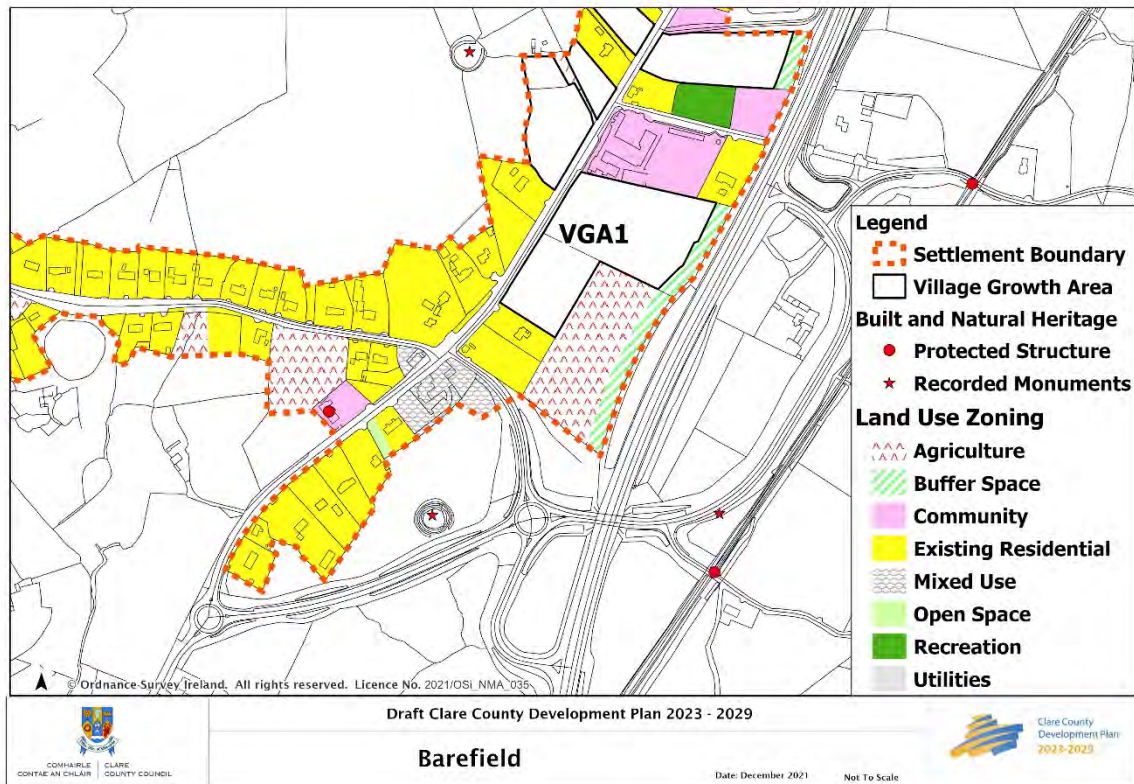 VGA1
Legend
Settlement Boundary
Village Growth Area
Built and Natural Heritage
Protected Structure
Recorded Monuments
Land Use Zoning
Agriculture
Buffer Space
Community
Existing Residential
Mixed Use
Open Space
Recreation
Utilities
© Ordnance Survey Ireland. All rights reserved. Licence No. 2021/OSi_NMA_035
Draft Clare County Development Plan 2023 - 2029
Barefield
Date: December 2021 Not To Scale
COMHAIRLE CONTAE AN CHLÁIR
CLARE COUNTY COUNCIL
Clare County
Development Plan
2023-2029